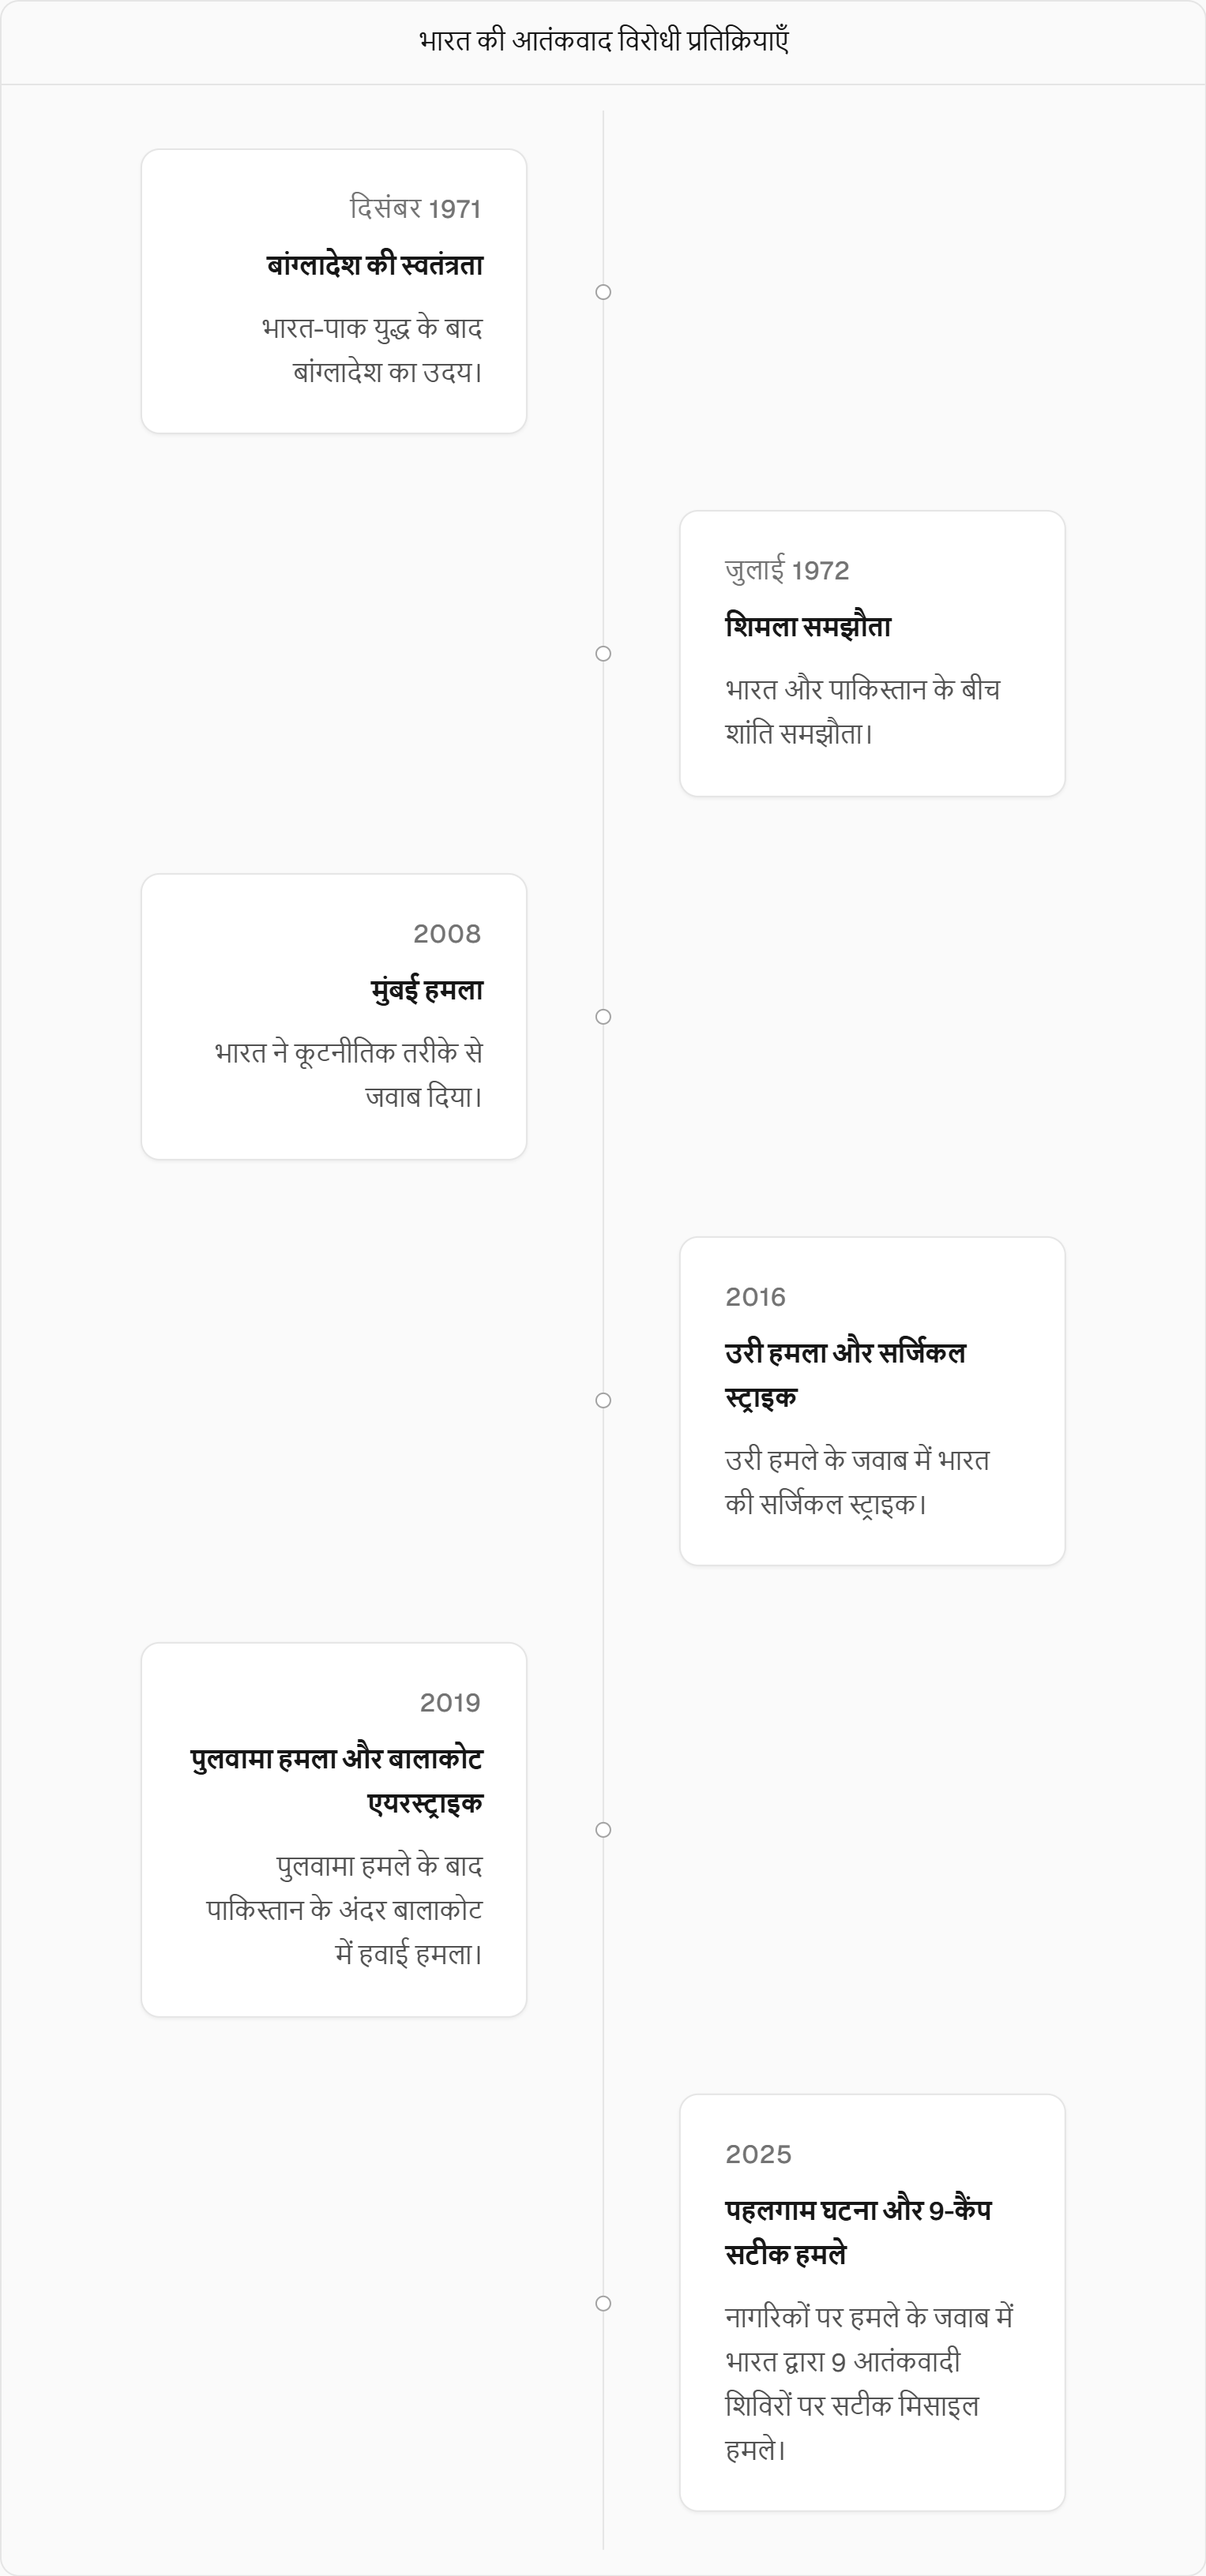 भारत की आतंकवाद विरोधी प्रतिक्रियाएँ
दिसंबर 1971
बांग्लादेश की स्वतंत्रता
भारत-पाक युद्ध के बाद
बांग्लादेश का उदय।
जुलाई 1972
शिमला समझौता
भारत और पाकिस्तान के बीच
शांति समझौता।
2008
मुंबई हमला
भारत ने कूटनीतिक तरीके से
जवाब दिया।
2016
उरी हमला और सर्जिकल
स्ट्राइक
उरी हमले के जवाब में भारत
की सर्जिकल स्ट्राइक।
2019
पुलवामा हमला और बालाकोट
एयरस्ट्राइक
पुलवामा हमले के बाद
पाकिस्तान के अंदर बालाकोट
में हवाई हमला।
2025
पहलगाम घटना और 9-कैंप
सटीक हमले
नागरिकों पर हमले के जवाब में
भारत द्वारा 9 आतंकवादी
शिविरों पर सटीक मिसाइल
हमले।